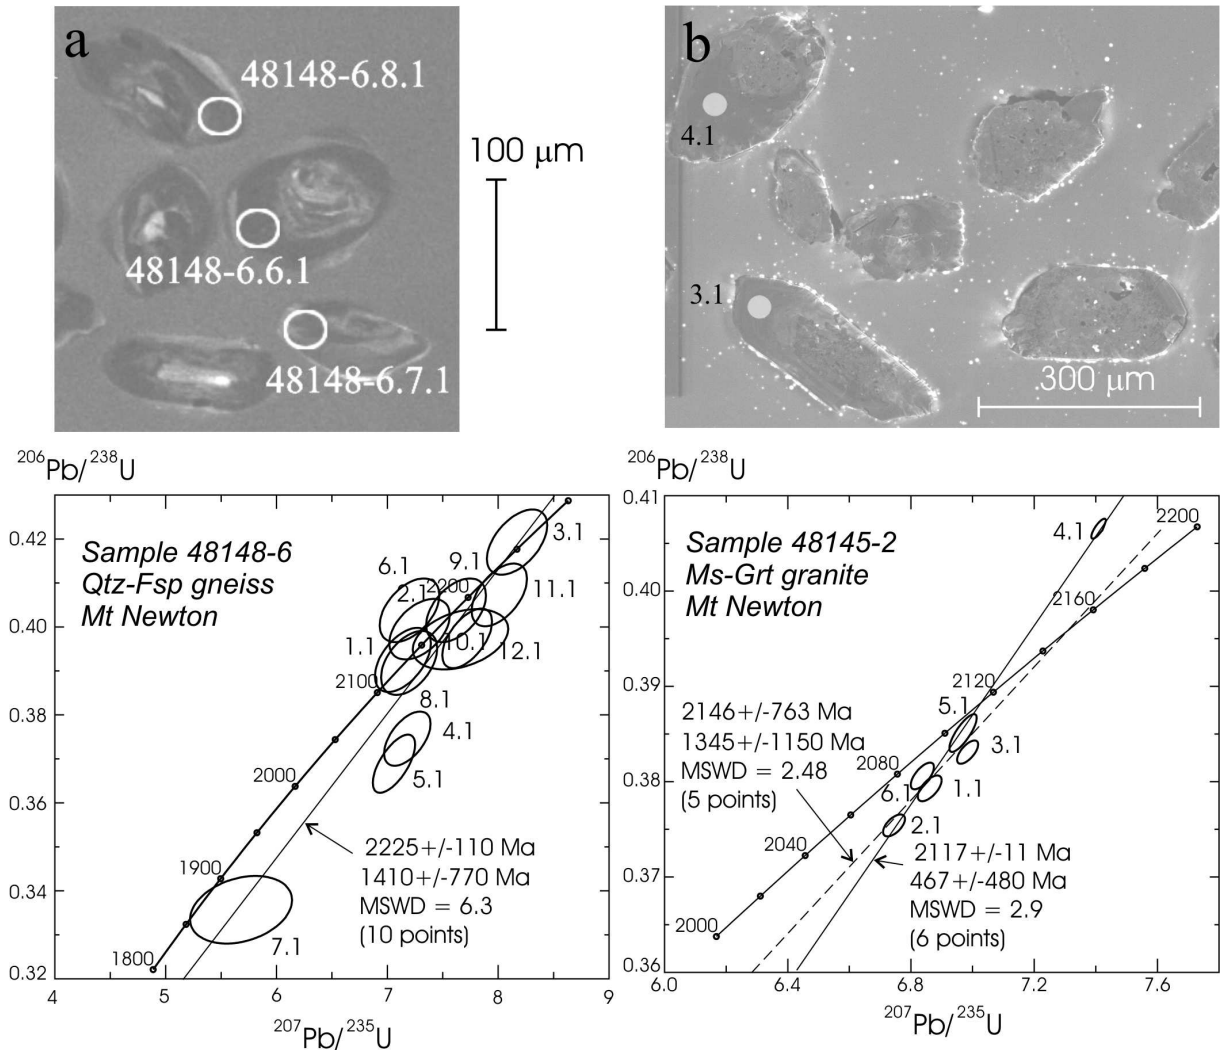 a
48148-6.8.1
48148-6.6.1
48148-6.7.1
100 µm
b
4.1
3.1
.300 µm
206Pb/238U
0.42
0.40
0.38
0.36
0.34
0.32
4
5
6
7
8
9
207Pb/235U
Sample 48148-6
Qtz-Fsp gneiss
Mt Newton
3.1
9.1
6.1
2200
2.1
11.1
1.1
10.1
12.1
2100
8.1
4.1
5.1
2000
1900
7.1
1800
2225+/-110 Ma
1410+/-770 Ma
MSWD = 6.3
(10 points)
206Pb/238U
0.41
0.40
0.39
0.38
0.37
0.36
6.0
6.4
6.8
7.2
7.6
207Pb/235U
Sample 48145-2
Ms-Grt granite
Mt Newton
4.1
2200
2160
2120
5.1
3.1
2080
6.1
1.1
2.1
2040
2000
2146+/-763 Ma
1345+/-1150 Ma
MSWD = 2.48
(5 points)
2117+/-11 Ma
467+/-480 Ma
MSWD = 2.9
(6 points)